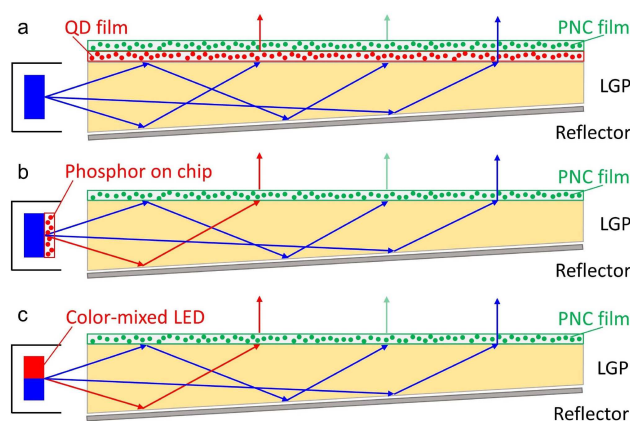 a
QD film
PNC film
LGP
Reflector
b
Phosphor on chip
PNC film
LGP
Reflector
c
Color-mixed LED
PNC film
LGP
Reflector